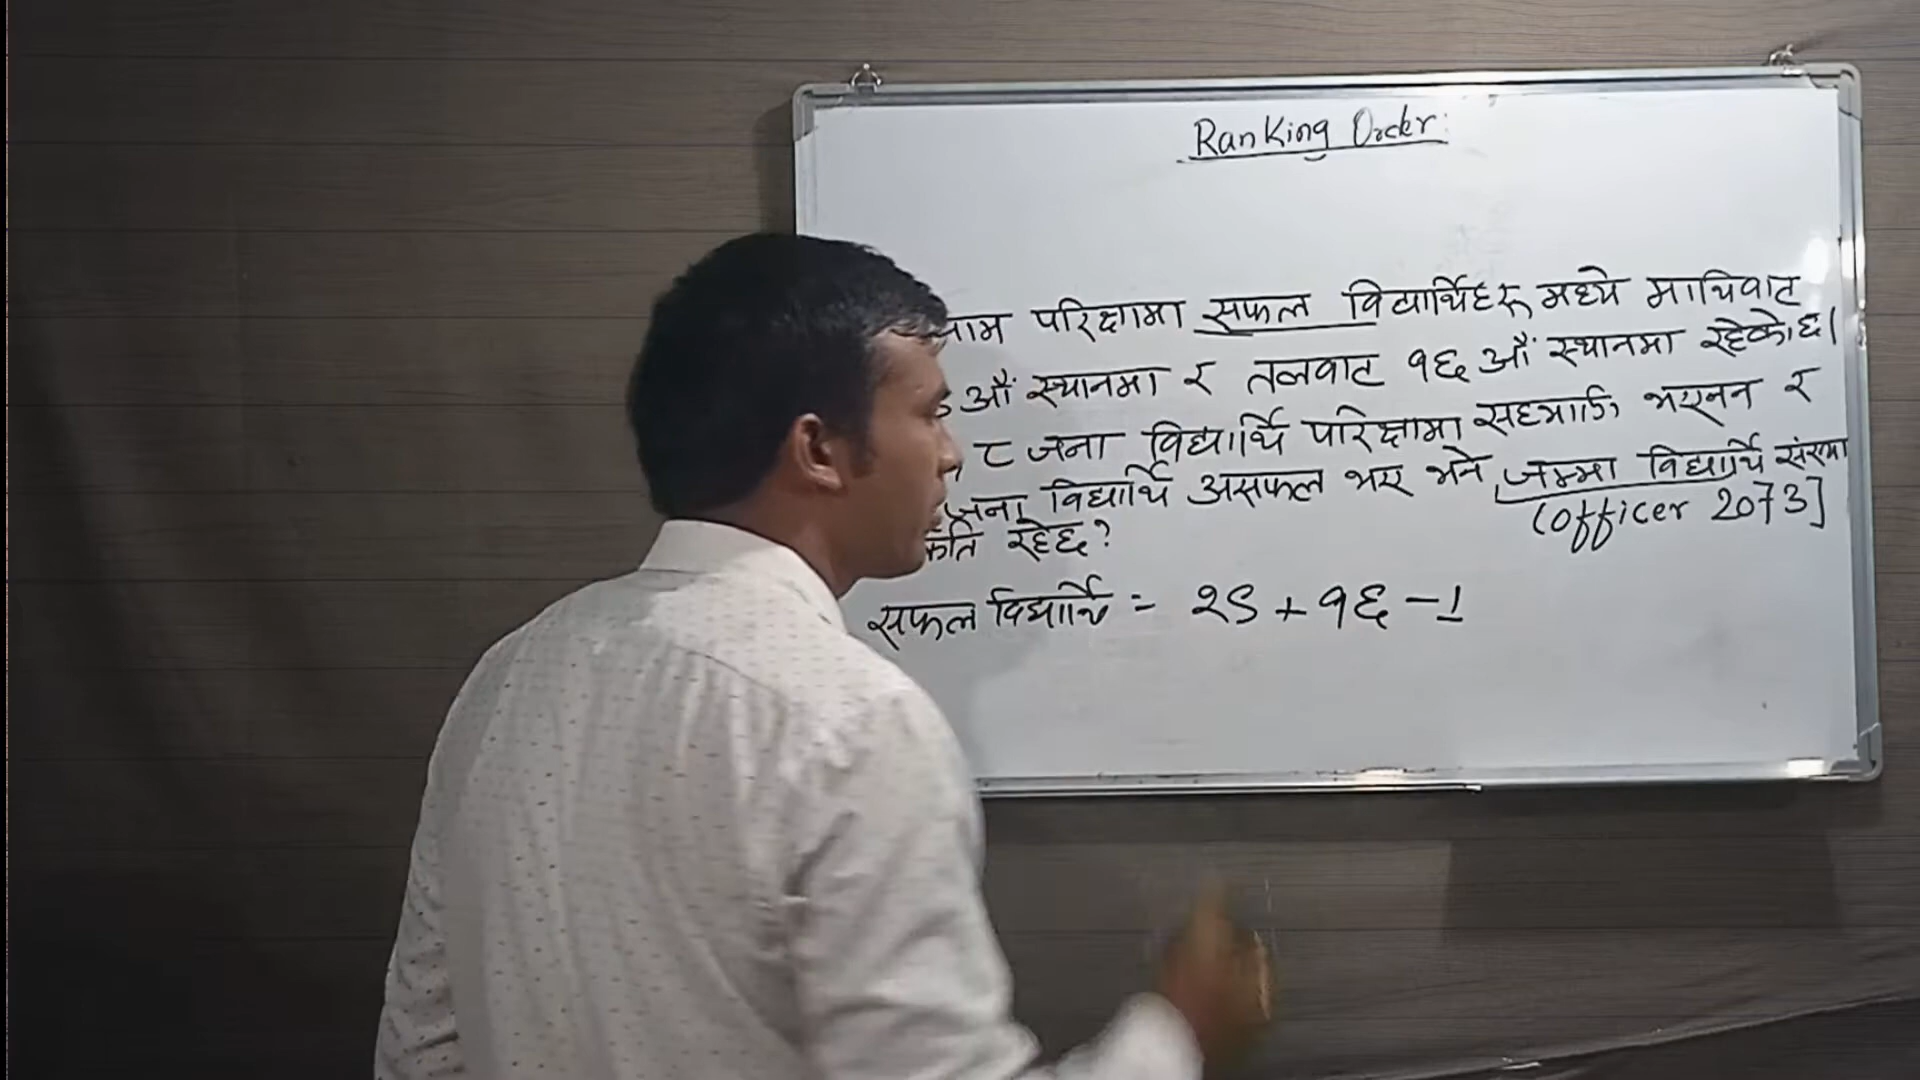 Ranking Order:
परिक्षामा सफल विद्यार्थिहरू मध्ये माथिबाट
औं स्थानमा र तलबाट १६ औं स्थानमा रहेको छ।
८ जना विद्यार्थि परिक्षामा सहभागि भएनन र
जना विद्यार्थि असफल भए भने, जम्मा विद्यार्थि संख्या
कति रहेछ?
(Officer 2073]
सफल विद्यार्थि = २९ + १६ - 1